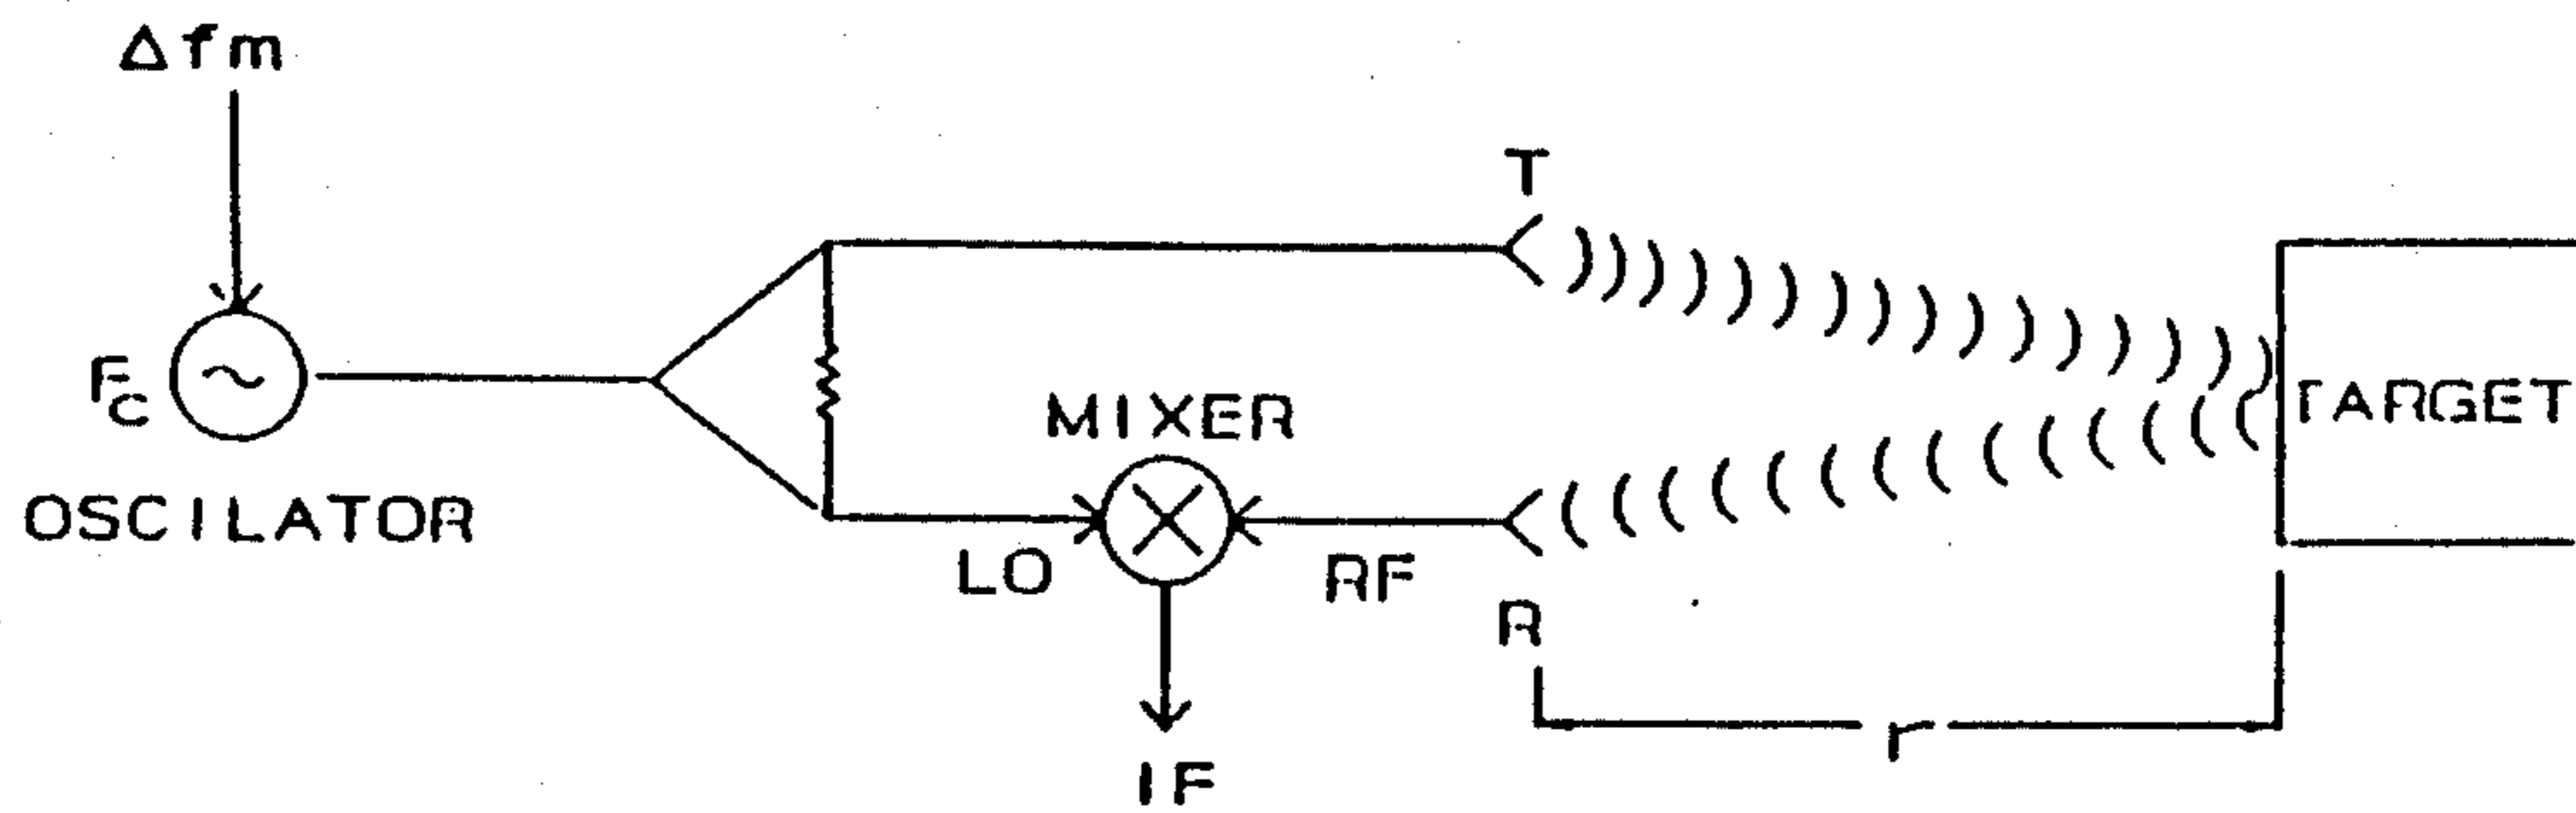 Δfm
T
Fc
MIXER
TARGET
OSCILATOR
LO
RF
R
r
IF